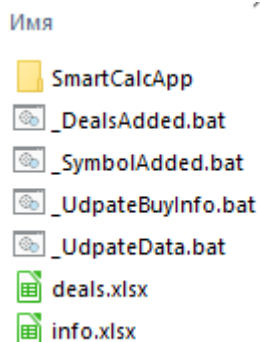 Имя
SmartCalcApp
_DealsAdded.bat
_SymbolAdded.bat
_UdpateBuyInfo.bat
_UdpateData.bat
deals.xlsx
info.xlsx